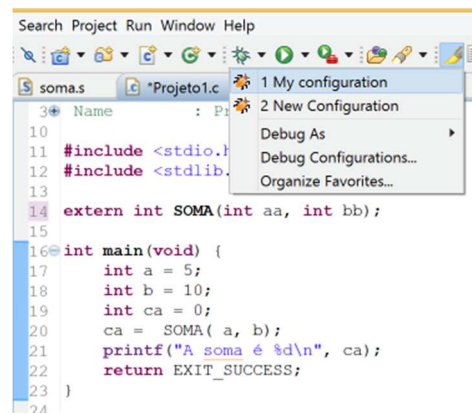 Search Project Run Window Help
soma.s *Projeto1.c
1 My configuration
2 New Configuration
Debug As
Debug Configurations...
Organize Favorites...
3 Name : P
10
11 #include <stdio.h
12 #include <stdlib.
13
14 extern int SOMA(int aa, int bb);
15
16 int main(void) {
17 int a = 5;
18 int b = 10;
19 int ca = 0;
20 ca = SOMA( a, b);
21 printf("A soma é %d\n", ca);
22 return EXIT_SUCCESS;
23 }
24